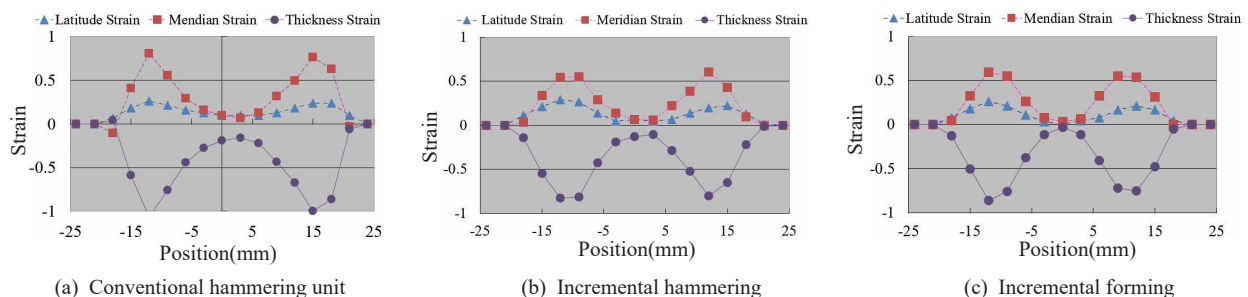 Latitude Strain Mendian Strain Thickness Strain
1
0.5
0
-0.5
-1
Strain
-25 -15 -5 5 15 25
Position(mm)
(a) Conventional hammering unit
Latitude Strain Meridian Strain Thickness Strain
1
0.5
0
-0.5
-1
Strain
-25 -15 -5 5 15 25
Position(mm)
(b) Incremental hammering
Latitude Strain Mendian Strain Thickness Strain
1
0.5
0
-0.5
-1
Strain
-25 -15 -5 5 15 25
Position(mm)
(c) Incremental forming